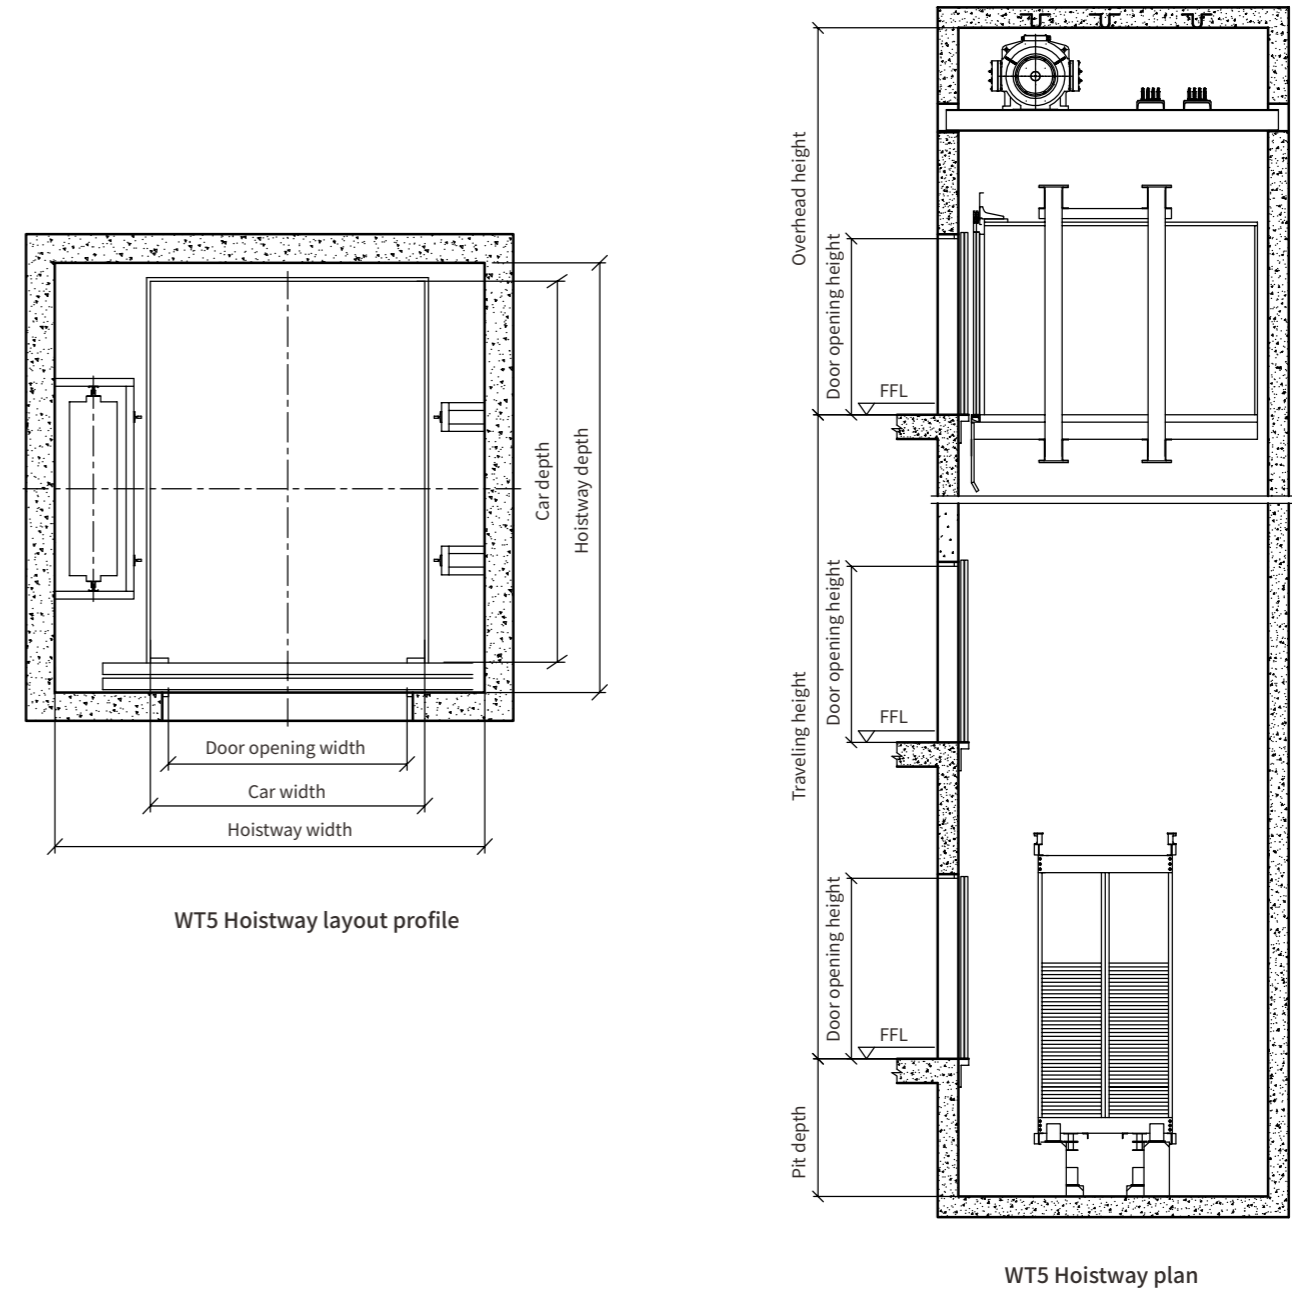 Car depth
Hoistway depth
Door opening width
Car width
Hoistway width
WT5 Hoistway layout profile
Overhead height
Door opening height
FFL
Traveling height
Door opening height
FFL
Door opening height
FFL
Pit depth
WT5 Hoistway plan